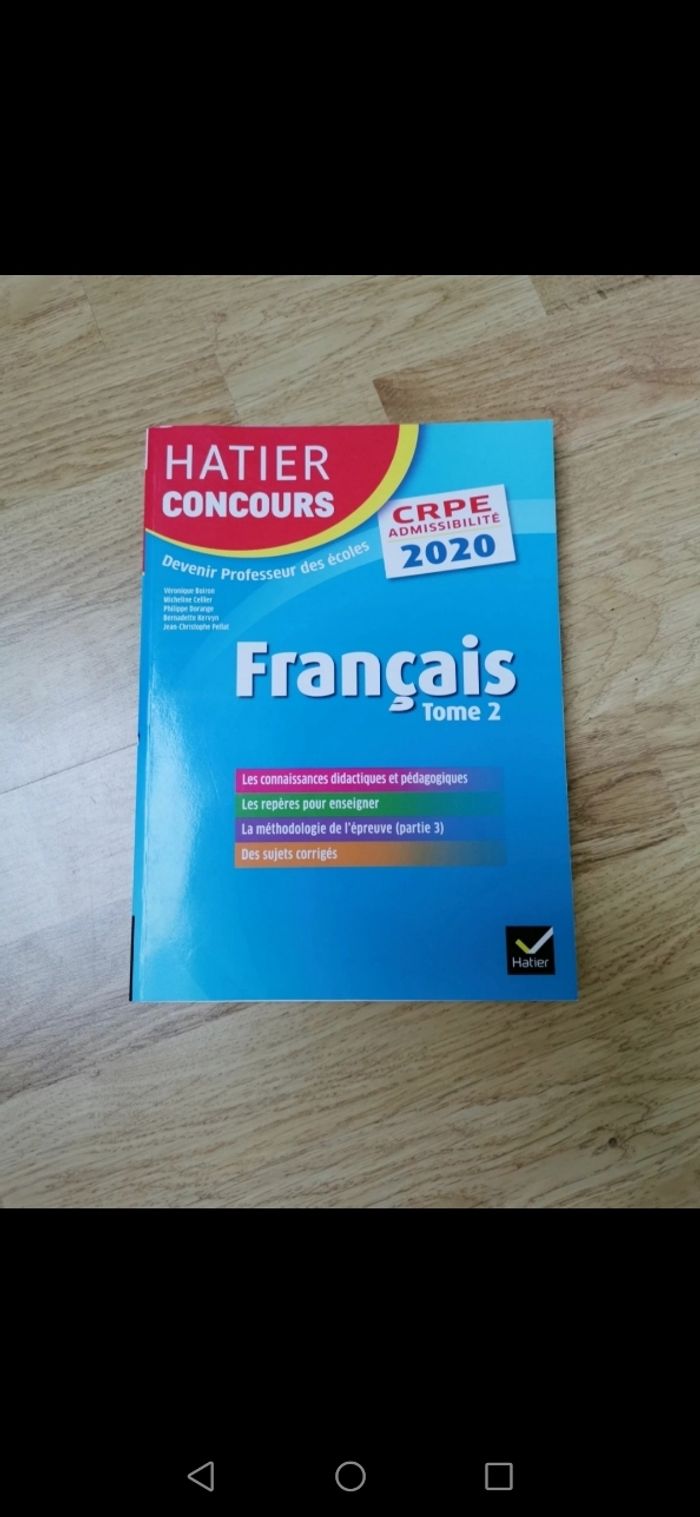 HATIER
CONCOURS
CRPE
ADMISSIBILITÉ
2020
Devenir Professeur des écoles
Véronique Boiron
Micheline Cellier
Philippe Dorange
Bernadette Kervyn
Jean-Christophe Pellat
Français
Tome 2
Les connaissances didactiques et pédagogiques
Les repères pour enseigner
La méthodologie de l'épreuve (partie 3)
Des sujets corrigés
Hatier